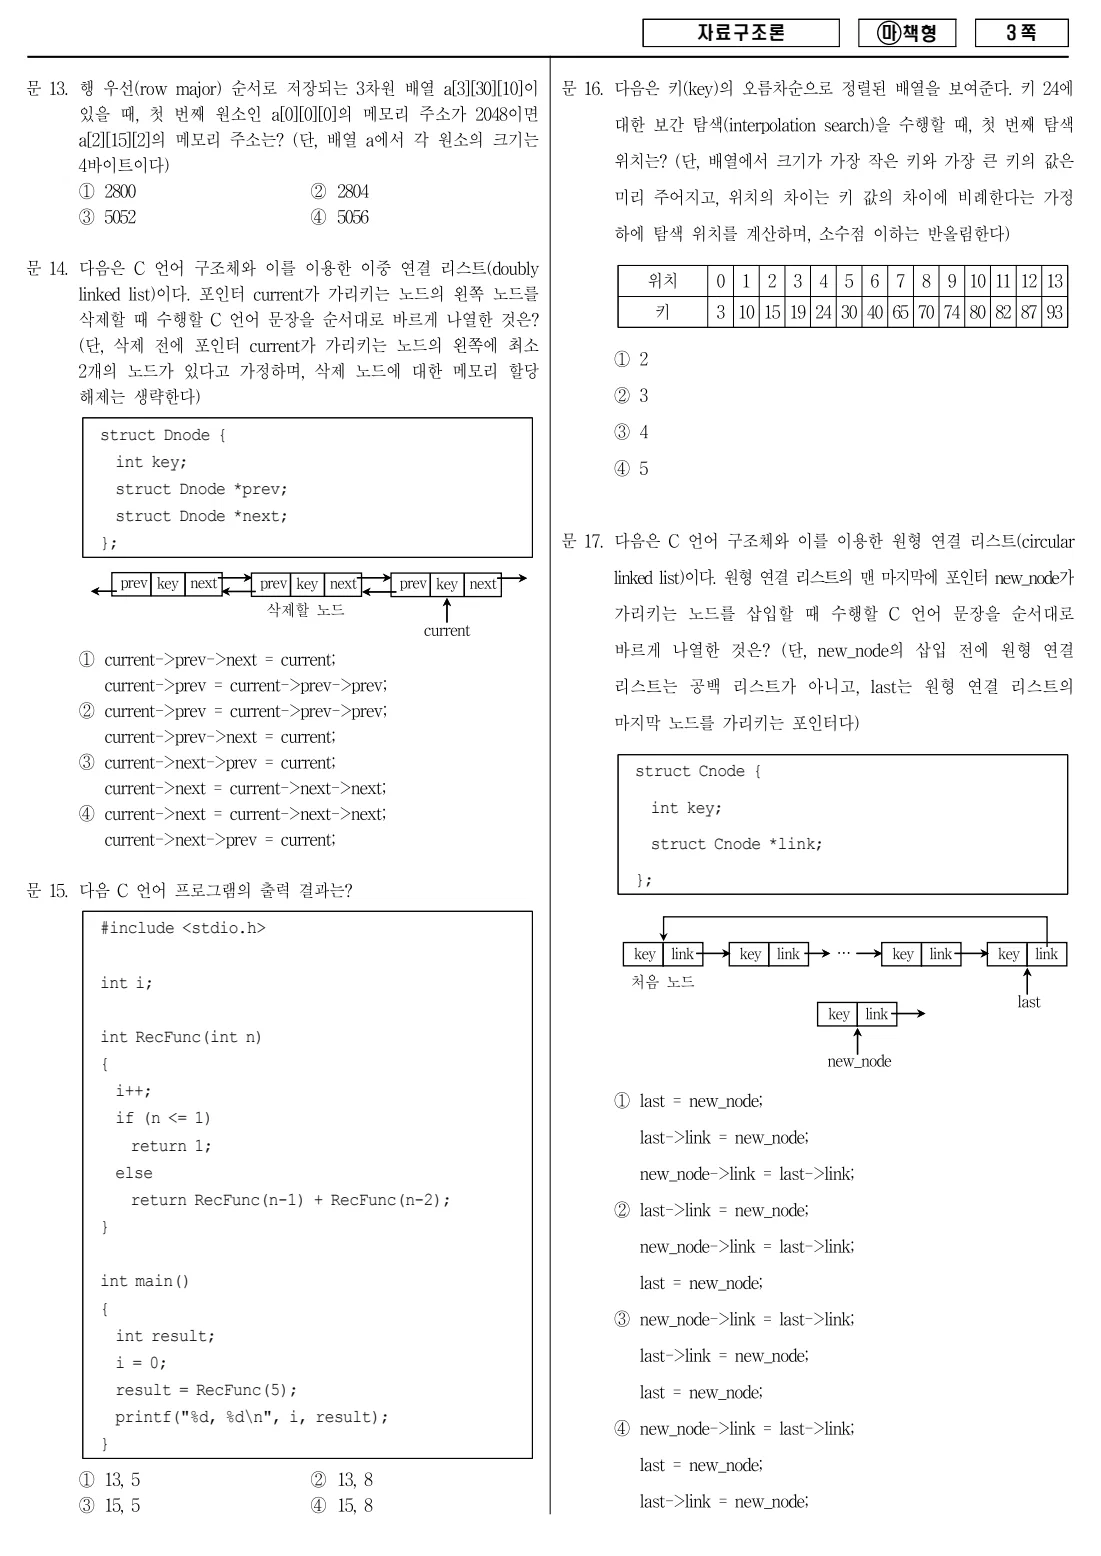 자료구조론
㉲책형
3쪽
문 13. 행 우선(row major) 순서로 저장되는 3차원 배열 a[3][30][10]이
있을 때, 첫 번째 원소인 a[0][0][0]의 메모리 주소가 2048이면
a[2][15][2]의 메모리 주소는? (단, 배열 a에서 각 원소의 크기는
4바이트이다)
① 2800
② 2804
③ 5052
④ 5056
문 14. 다음은 C 언어 구조체와 이를 이용한 이중 연결 리스트(doubly
linked list)이다. 포인터 current가 가리키는 노드의 왼쪽 노드를
삭제할 때 수행할 C 언어 문장을 순서대로 바르게 나열한 것은?
(단, 삭제 전에 포인터 current가 가리키는 노드의 왼쪽에 최소
2개의 노드가 있다고 가정하며, 삭제 노드에 대한 메모리 할당
해제는 생략한다)
struct Dnode {
int key;
struct Dnode *prev;
struct Dnode *next;
};
prev key next prev key next prev key next
삭제할 노드
current
① current->prev->next = current;
current->prev = current->prev->prev;
② current->prev = current->prev->prev;
current->prev->next = current;
③ current->next->prev = current;
current->next = current->next->next;
④ current->next = current->next->next;
current->next->prev = current;
문 15. 다음 C 언어 프로그램의 출력 결과는?
#include <stdio.h>
int i;
int RecFunc(int n)
{
i++;
if (n <= 1)
return 1;
else
return RecFunc(n-1) + RecFunc(n-2);
}
int main()
{
int result;
i = 0;
result = RecFunc(5);
printf("%d, %d\n", i, result);
}
① 13, 5
② 13, 8
③ 15, 5
④ 15, 8
문 16. 다음은 키(key)의 오름차순으로 정렬된 배열을 보여준다. 키 24에
대한 보간 탐색(interpolation search)을 수행할 때, 첫 번째 탐색
위치는? (단, 배열에서 크기가 가장 작은 키와 가장 큰 키의 값은
미리 주어지고, 위치의 차이는 키 값의 차이에 비례한다는 가정
하에 탐색 위치를 계산하며, 소수점 이하는 반올림한다)
위치 0 1 2 3 4 5 6 7 8 9 10 11 12 13
키 3 10 15 19 24 30 40 65 70 74 80 82 87 93
① 2
② 3
③ 4
④ 5
문 17. 다음은 C 언어 구조체와 이를 이용한 원형 연결 리스트(circular
linked list)이다. 원형 연결 리스트의 맨 마지막에 포인터 new_node가
가리키는 노드를 삽입할 때 수행할 C 언어 문장을 순서대로
바르게 나열한 것은? (단, new_node의 삽입 전에 원형 연결
리스트는 공백 리스트가 아니고, last는 원형 연결 리스트의
마지막 노드를 가리키는 포인터다)
struct Cnode {
int key;
struct Cnode *link;
};
key link key link ··· key link key link
처음 노드
last
key link
new_node
① last = new_node;
last->link = new_node;
new_node->link = last->link;
② last->link = new_node;
new_node->link = last->link;
last = new_node;
③ new_node->link = last->link;
last->link = new_node;
last = new_node;
④ new_node->link = last->link;
last = new_node;
last->link = new_node;